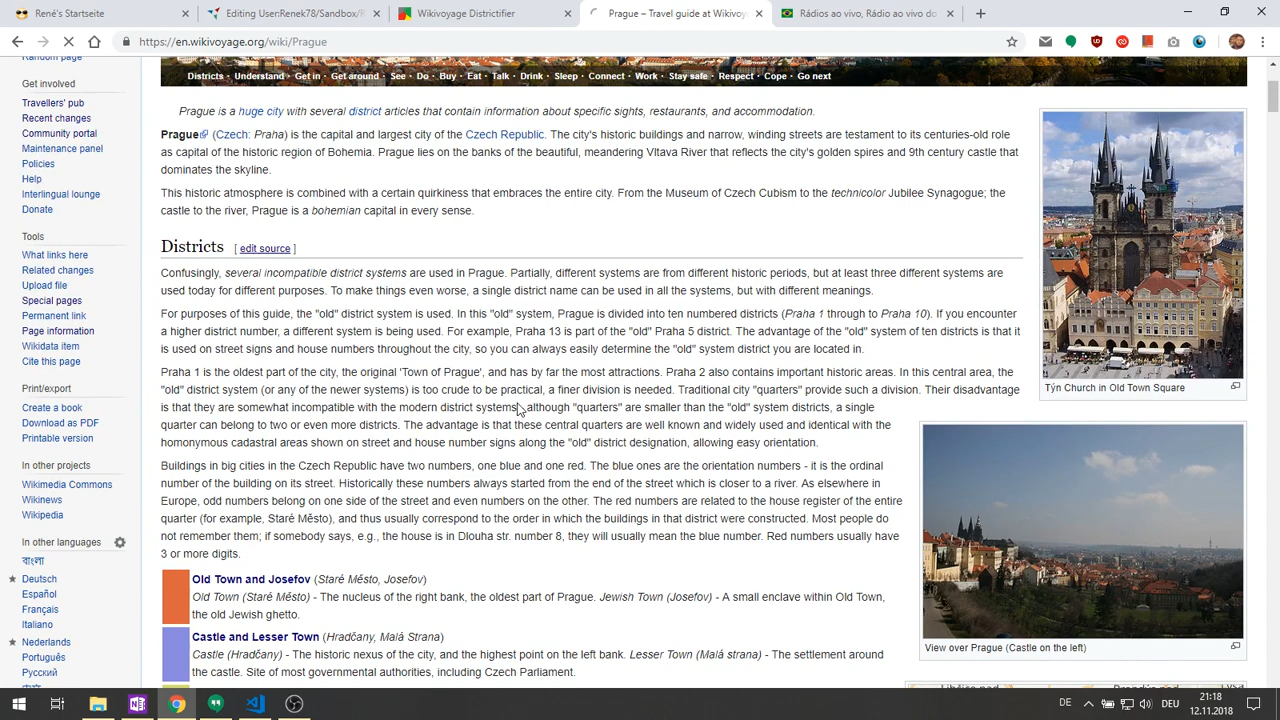 René's Startseite
Editing User:Renek78/Sandbox/R
Wikivoyage Districtifier
Prague – Travel guide at Wikivoy
Rádios ao vivo, Rádio ao vivo do
https://en.wikivoyage.org/wiki/Prague
Random page
Get involved
Travellers' pub
Recent changes
Community portal
Maintenance panel
Policies
Help
Interlingual lounge
Donate
Tools
What links here
Related changes
Upload file
Special pages
Permanent link
Page information
Wikidata item
Cite this page
Print/export
Create a book
Download as PDF
Printable version
In other projects
Wikimedia Commons
Wikinews
Wikipedia
In other languages
বাংলা
Deutsch
Español
Français
Italiano
Nederlands
Português
Русский
Districts · Understand · Get in · Get around · See · Do · Buy · Eat · Talk · Drink · Sleep · Connect · Work · Stay safe · Respect · Cope · Go next
Prague is a huge city with several district articles that contain information about specific sights, restaurants, and accommodation.
Prague (Czech: Praha) is the capital and largest city of the Czech Republic. The city's historic buildings and narrow, winding streets are testament to its centuries-old role
as capital of the historic region of Bohemia. Prague lies on the banks of the beautiful, meandering Vltava River that reflects the city's golden spires and 9th century castle that
dominates the skyline.
This historic atmosphere is combined with a certain quirkiness that embraces the entire city. From the Museum of Czech Cubism to the technicolor Jubilee Synagogue; the
castle to the river, Prague is a bohemian capital in every sense.
Districts [ edit source ]
Confusingly, several incompatible district systems are used in Prague. Partially, different systems are from different historic periods, but at least three different systems are
used today for different purposes. To make things even worse, a single district name can be used in all the systems, but with different meanings.
For purposes of this guide, the "old" district system is used. In this "old" system, Prague is divided into ten numbered districts (Praha 1 through to Praha 10). If you encounter
a higher district number, a different system is being used. For example, Praha 13 is part of the "old" Praha 5 district. The advantage of the "old" system of ten districts is that it
is used on street signs and house numbers throughout the city, so you can always easily determine the "old" system district you are located in.
Praha 1 is the oldest part of the city, the original 'Town of Prague', and has by far the most attractions. Praha 2 also contains important historic areas. In this central area, the
"old" district system (or any of the newer systems) is too crude to be practical, a finer division is needed. Traditional city "quarters" provide such a division. Their disadvantage
is that they are somewhat incompatible with the modern district systems, although "quarters" are smaller than the "old" system districts, a single
quarter can belong to two or even more districts. The advantage is that these central quarters are well known and widely used and identical with the
homonymous cadastral areas shown on street and house number signs along the "old" district designation, allowing easy orientation.
Buildings in big cities in the Czech Republic have two numbers, one blue and one red. The blue ones are the orientation numbers - it is the ordinal
number of the building on its street. Historically these numbers always started from the end of the street which is closer to a river. As elsewhere in
Europe, odd numbers belong on one side of the street and even numbers on the other. The red numbers are related to the house register of the entire
quarter (for example, Staré Město), and thus usually correspond to the order in which the buildings in that district were constructed. Most people do
not remember them; if somebody says, e.g., the house is in Dlouha str. number 8, they will usually mean the blue number. Red numbers usually have
3 or more digits.
Old Town and Josefov (Staré Město, Josefov)
Old Town (Staré Město) - The nucleus of the right bank, the oldest part of Prague. Jewish Town (Josefov) - A small enclave within Old Town,
the old Jewish ghetto.
Castle and Lesser Town (Hradčany, Malá Strana)
Castle (Hradčany) - The historic nexus of the city, and the highest point on the left bank. Lesser Town (Malá strana) - The settlement around
the castle. Site of most governmental authorities, including Czech Parliament.
Týn Church in Old Town Square
View over Prague (Castle on the left)
DE
DEU
21:18
12.11.2018